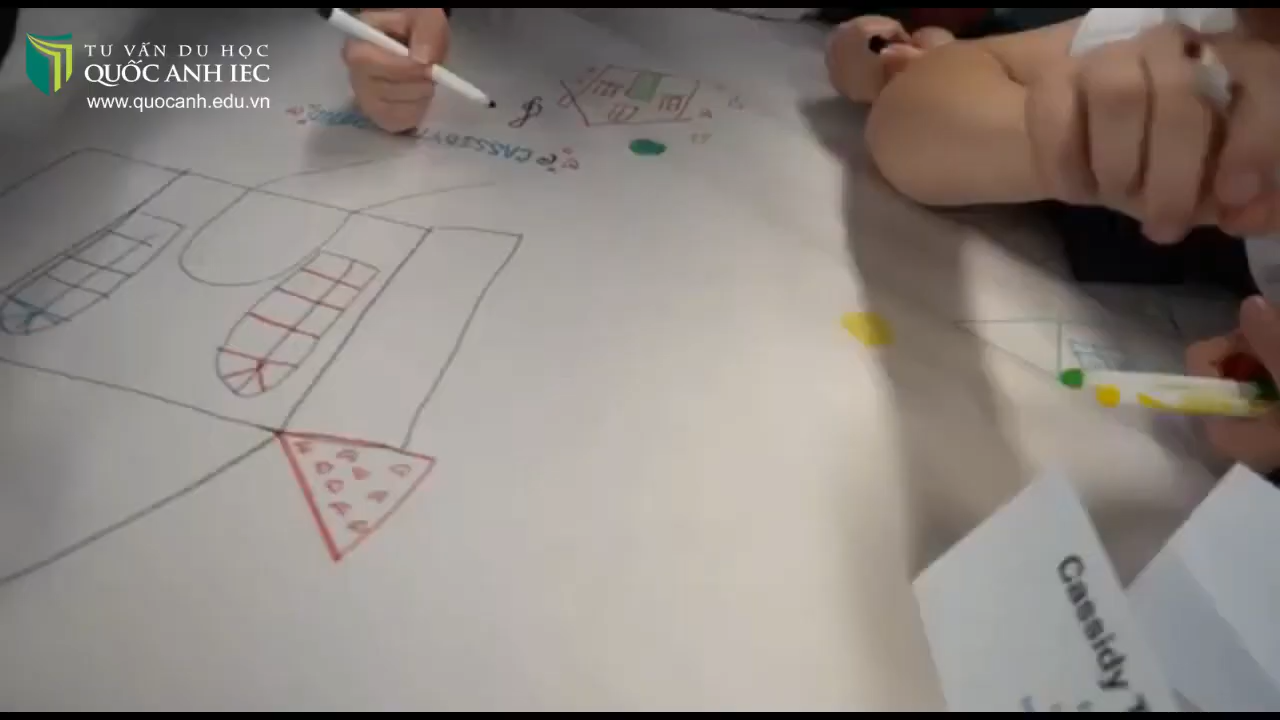 TƯ VẤN DU HỌC
QUỐC ANH IEC
www.quocanh.edu.vn
CASSIDY
Cassidy